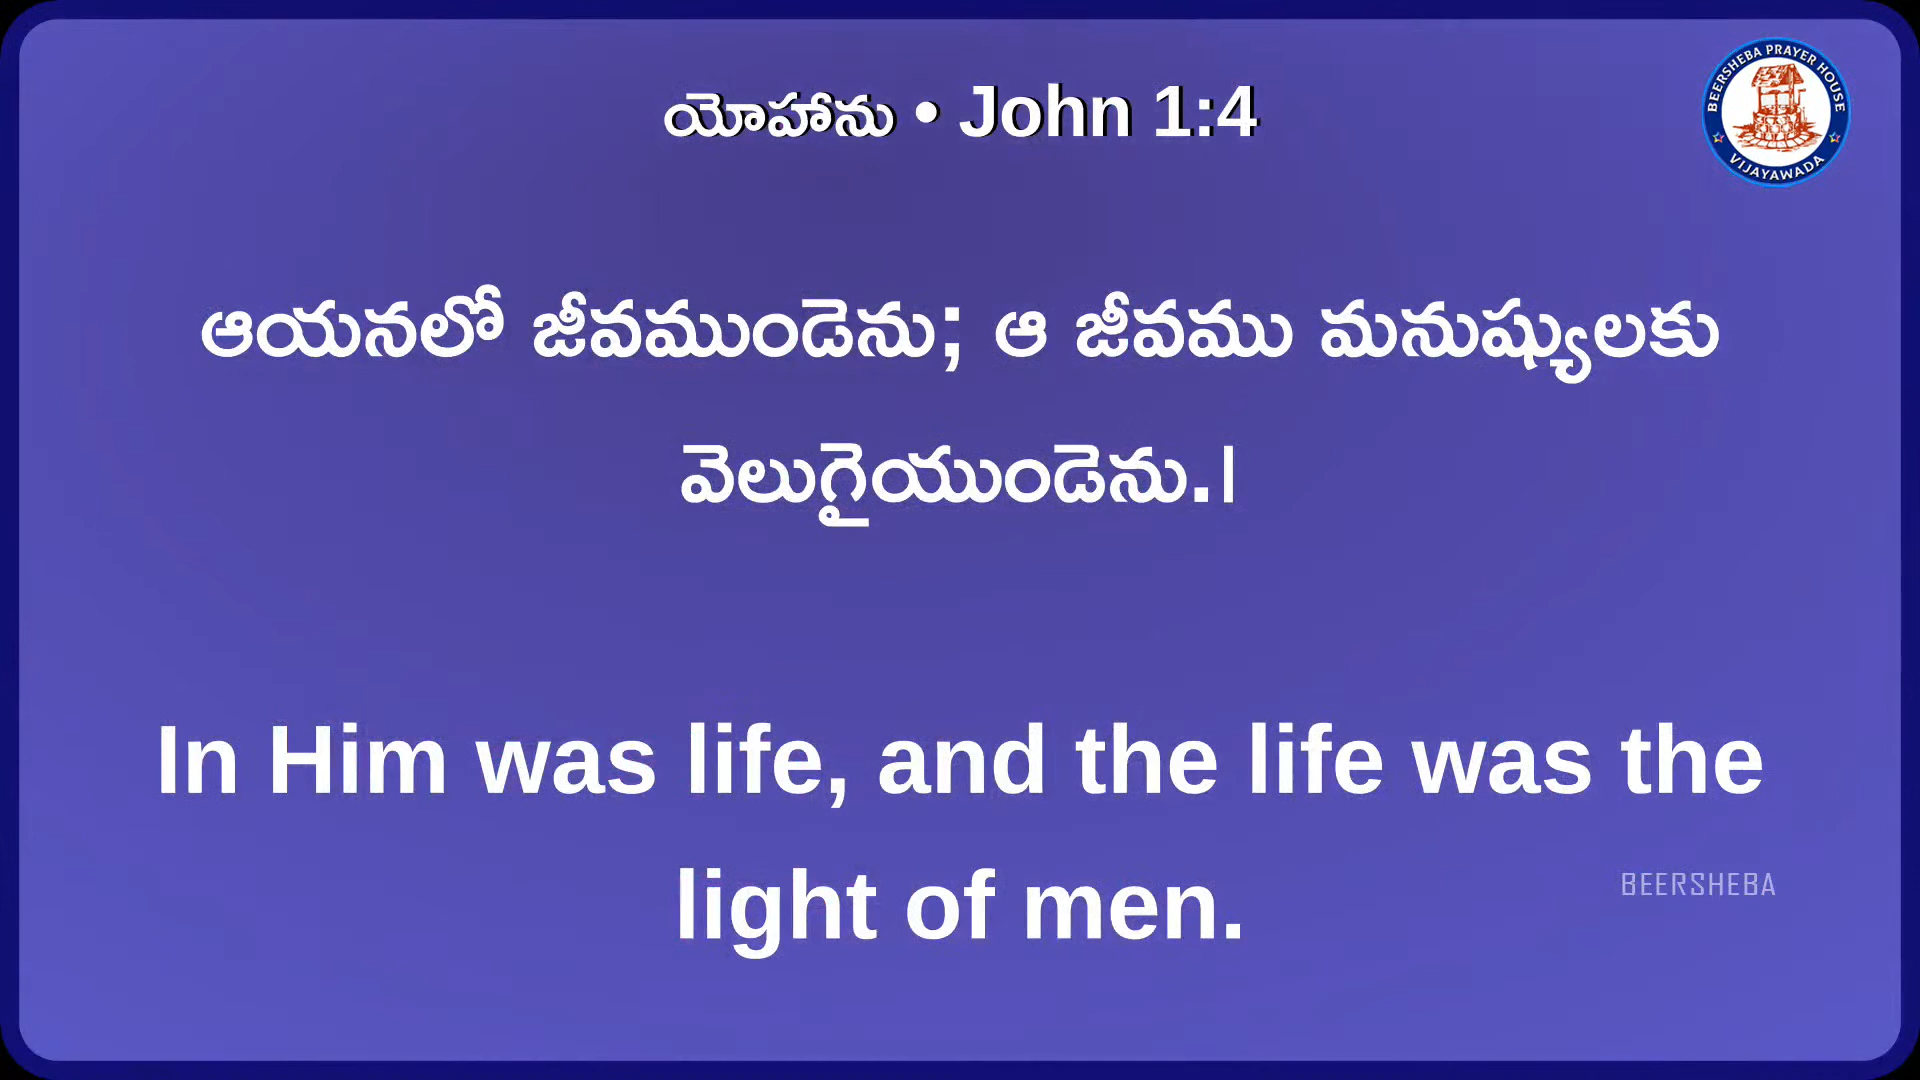 యోహాను • John 1:4
BEERSHEBA PRAYER HOUSE
VIJAYAWADA
ఆయనలో జీవముండెను; ఆ జీవము మనుష్యులకు
వెలుగైయుండెను.|
In Him was life, and the life was the
light of men.
BEERSHEBA